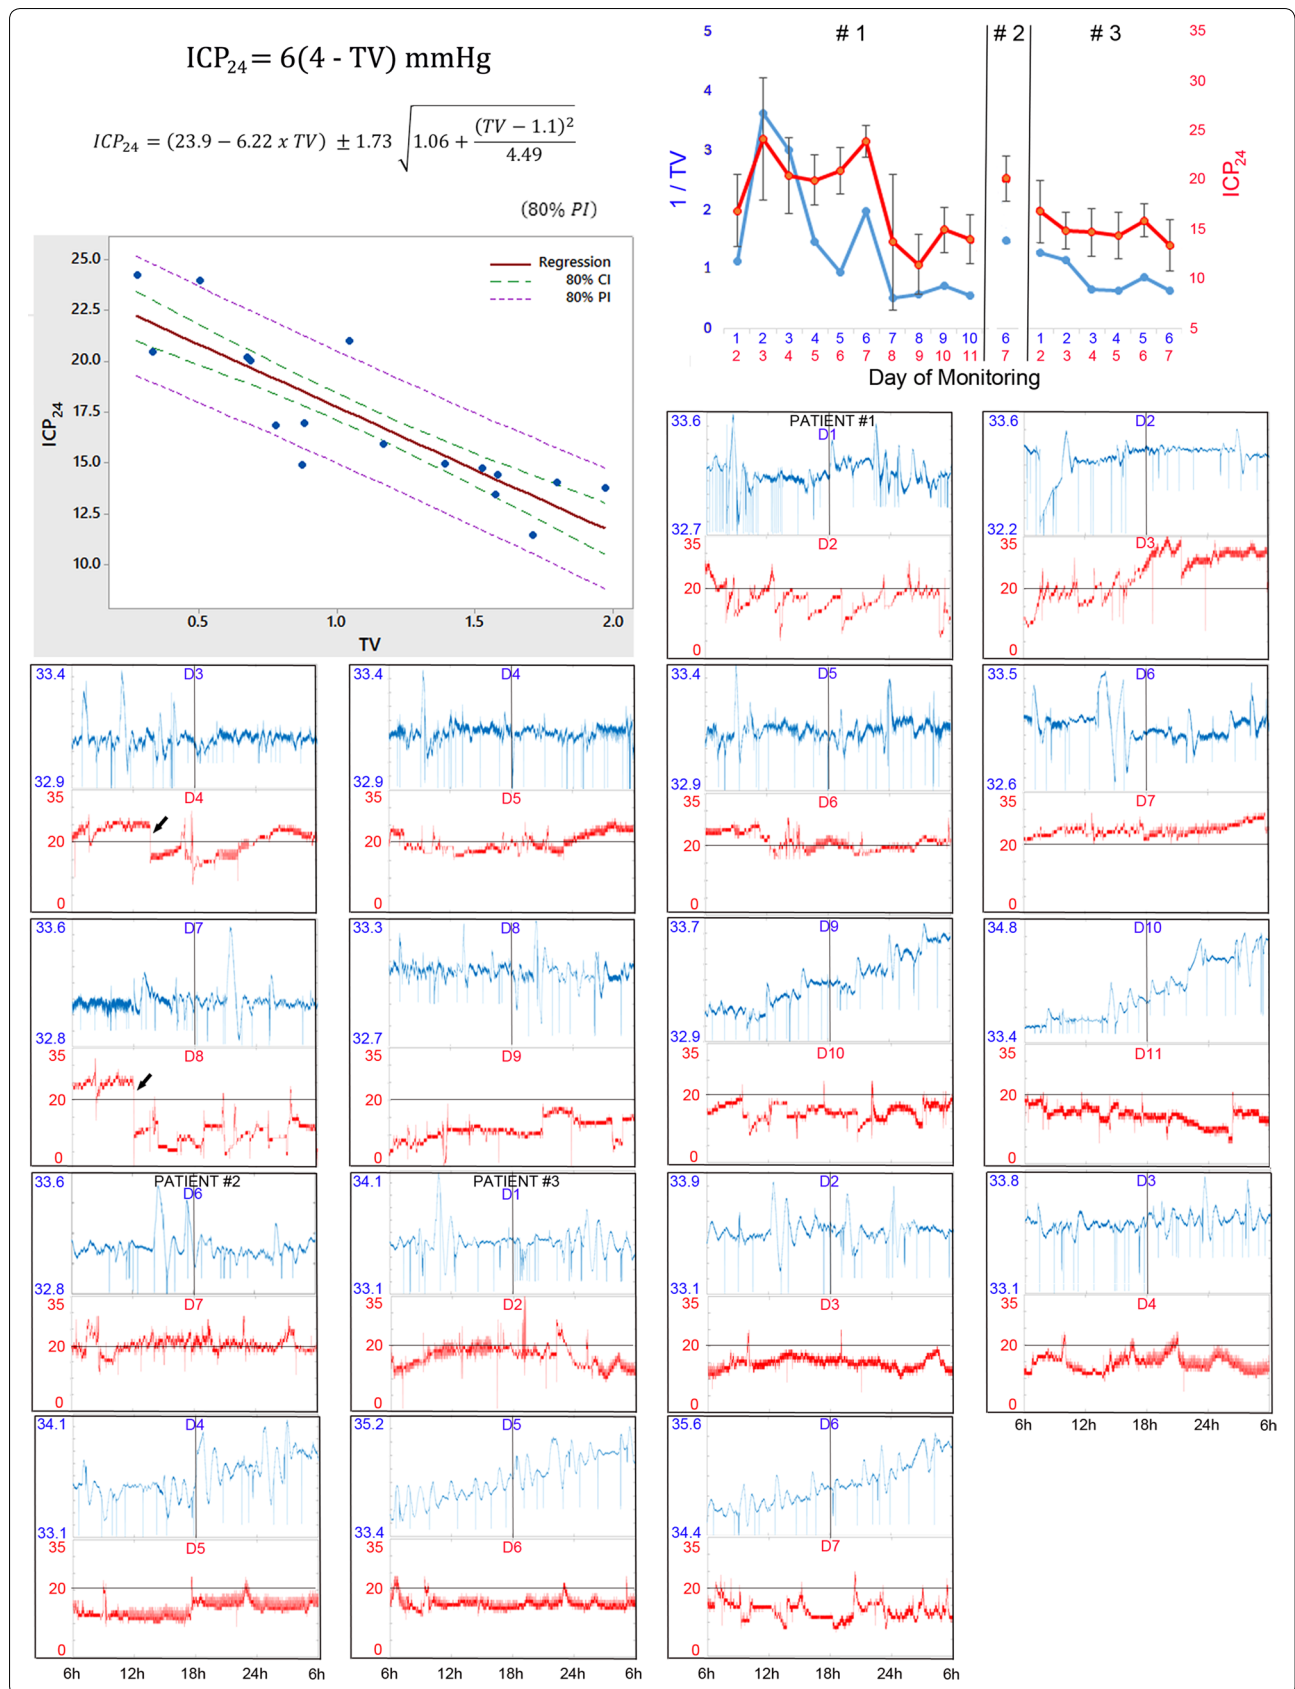 ICP24 = 6(4 - TV) mmHg
ICP24 = (23.9 − 6.22 x TV) ± 1.73 √1.06 + (TV − 1.1)² / 4.49
(80% PI)
Regression
80% CI
80% PI
25.0
22.5
20.0
17.5
15.0
12.5
10.0
ICP24
0.5 1.0 1.5 2.0
TV
# 1 # 2 # 3
5
4
3
2
1
0
1 / TV
35
30
25
20
15
10
5
ICP24
1 2 3 4 5 6 7 8 9 10 6 1 2 3 4 5 6
2 3 4 5 6 7 8 9 10 11 7 2 3 4 5 6 7
Day of Monitoring
PATIENT #1
33.6 D1 32.7
35 D2 20 0
33.6 D2 32.2
35 D3 20 0
33.4 D3 32.9
35 D4 20 0
33.4 D4 32.9
35 D5 20 0
33.4 D5 32.9
35 D6 20 0
33.5 D6 32.6
35 D7 20 0
33.6 D7 32.8
35 D8 20 0
33.3 D8 32.7
35 D9 20 0
33.7 D9 32.9
35 D10 20 0
34.8 D10 33.4
35 D11 20 0
PATIENT #2
33.6 D6 32.8
35 D7 20 0
PATIENT #3
34.1 D1 33.1
35 D2 20 0
33.9 D2 33.1
35 D3 20 0
33.8 D3 33.1
35 D4 20 0
6h 12h 18h 24h 6h
34.1 D4 33.1
35 D5 20 0
6h 12h 18h 24h 6h
35.2 D5 33.4
35 D6 20 0
6h 12h 18h 24h 6h
35.6 D6 34.4
35 D7 20 0
6h 12h 18h 24h 6h